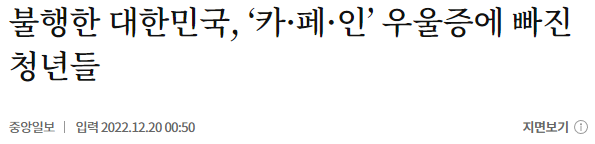 불행한 대한민국, ‘카·페·인’ 우울증에 빠진
청년들
중앙일보 | 입력 2022.12.20 00:50 지면보기 ⓘ